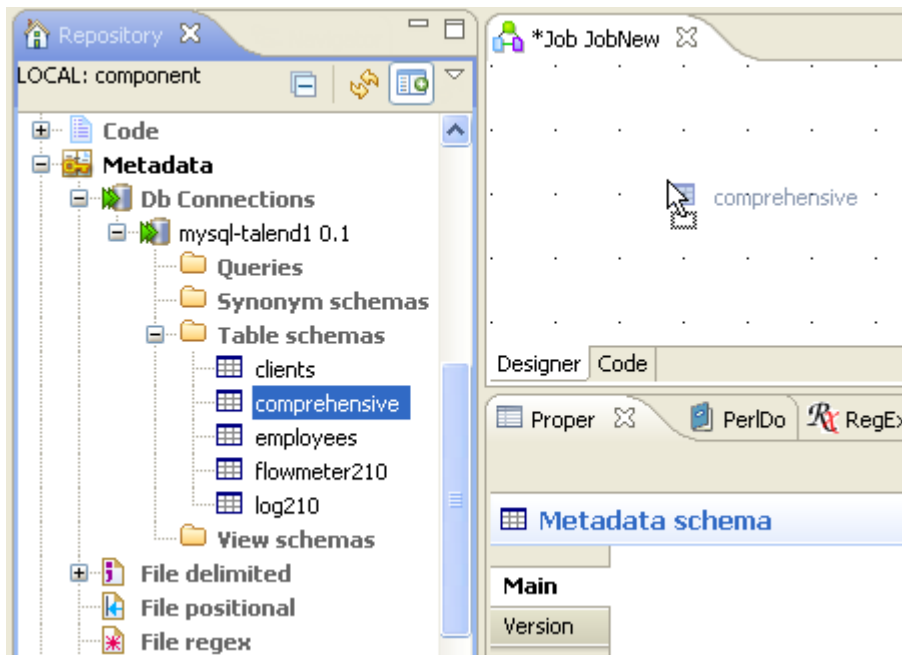 Repository
LOCAL: component
Code
Metadata
Db Connections
mysql-talend1 0.1
Queries
Synonym schemas
Table schemas
clients
comprehensive
employees
flowmeter210
log210
View schemas
File delimited
File positional
File regex
*Job JobNew
comprehensive
Designer Code
Proper PerlDo RegEx
Metadata schema
Main
Version